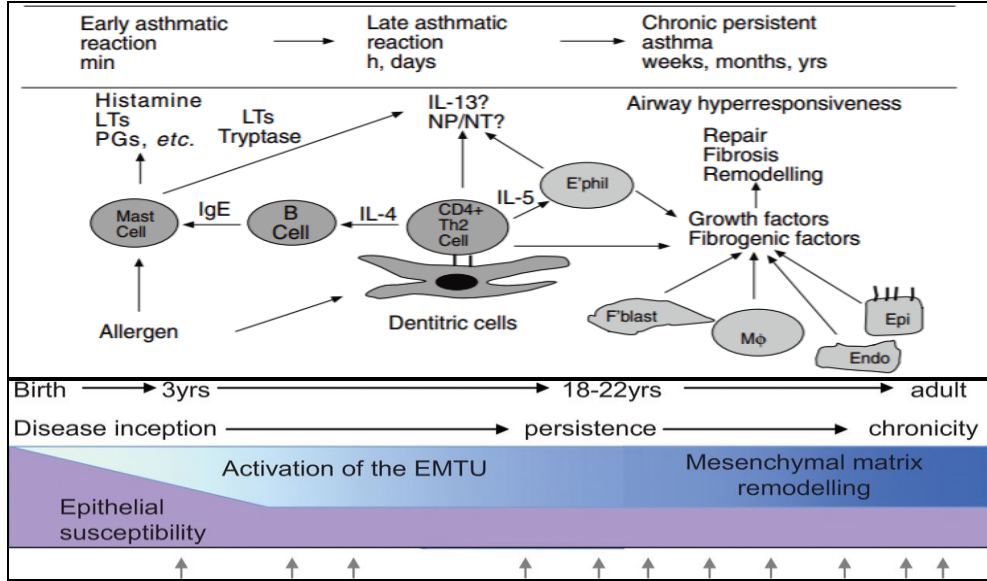 Early asthmatic
reaction
min
Late asthmatic
reaction
h, days
Chronic persistent
asthma
weeks, months, yrs
Histamine
LTs
PGs, etc.
LTs
Tryptase
IL-13?
NP/NT?
Airway hyperresponsiveness
Repair
Fibrosis
Remodelling
Mast
Cell
IgE
B
Cell
IL-4
CD4+
Th2
Cell
IL-5
E'phil
Growth factors
Fibrogenic factors
Allergen
Dentitric cells
F'blast
Mϕ
Epi
Endo
Birth
3yrs
18-22yrs
adult
Disease inception
persistence
chronicity
Activation of the EMTU
Mesenchymal matrix
remodelling
Epithelial
susceptibility